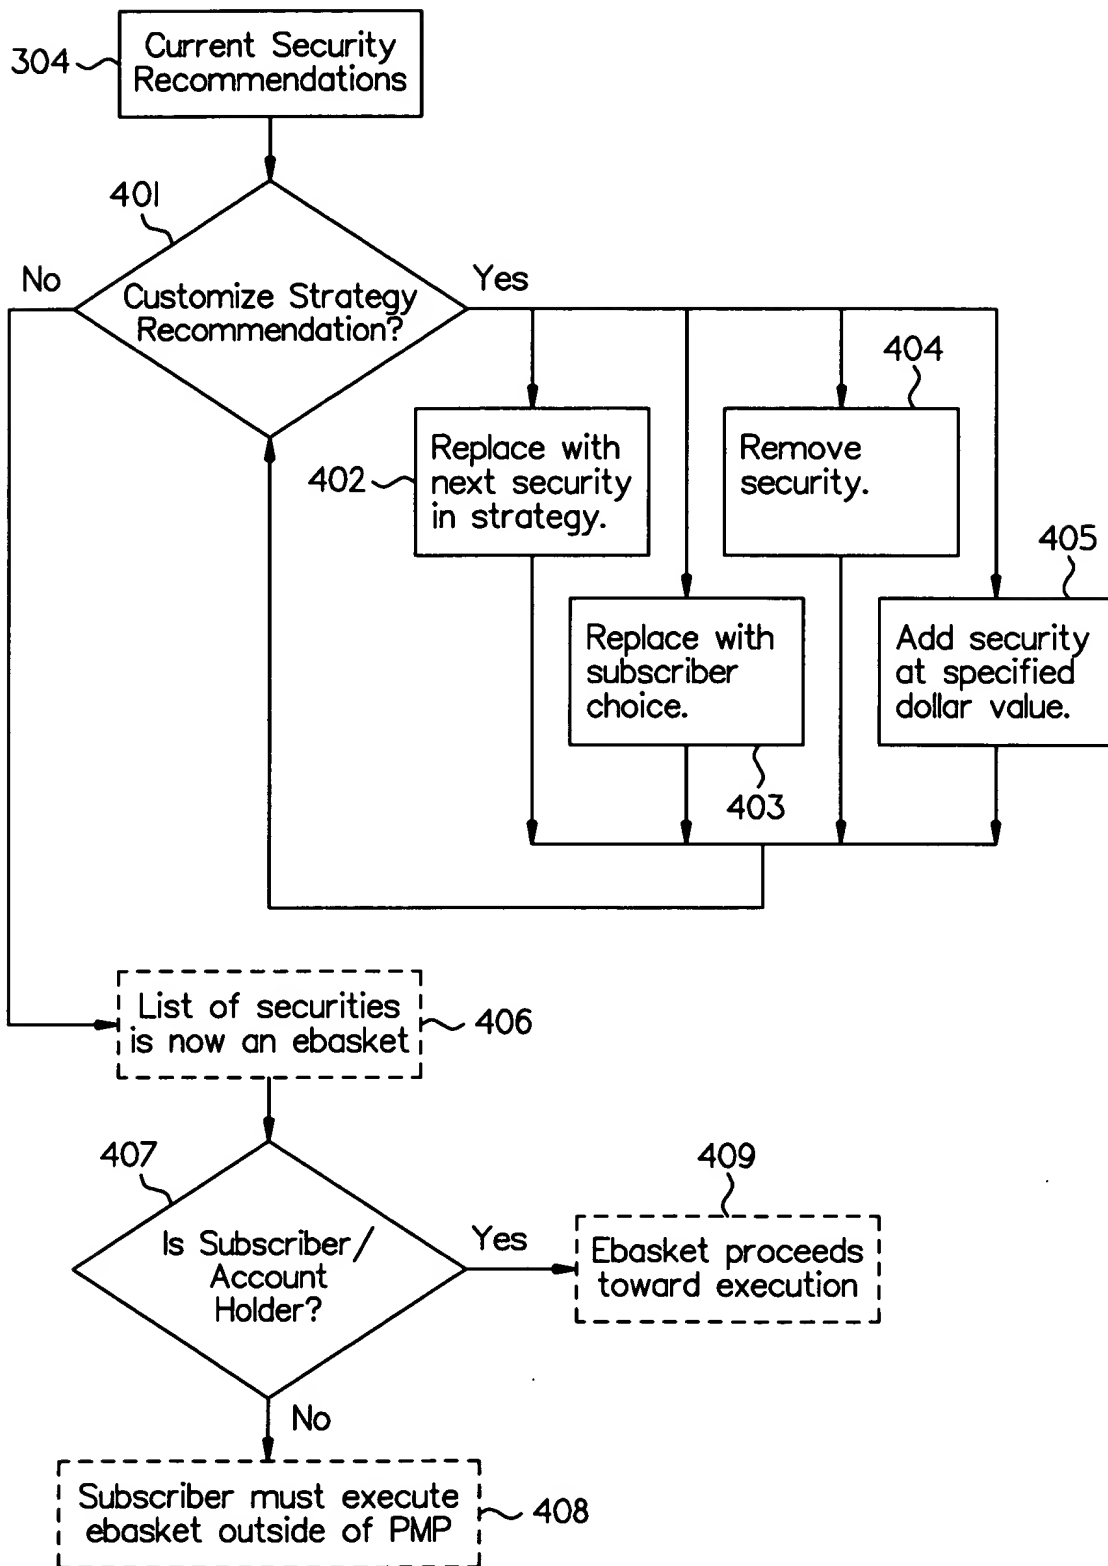 304
Current Security
Recommendations
401
No
Yes
Customize Strategy
Recommendation?
404
402
Replace with
next security
in strategy.
Remove
security.
405
Replace with
subscriber
choice.
Add security
at specified
dollar value.
403
List of securities
is now an ebasket
406
407
409
Is Subscriber/
Account
Holder?
Yes
Ebasket proceeds
toward execution
No
Subscriber must execute
ebasket outside of PMP
408